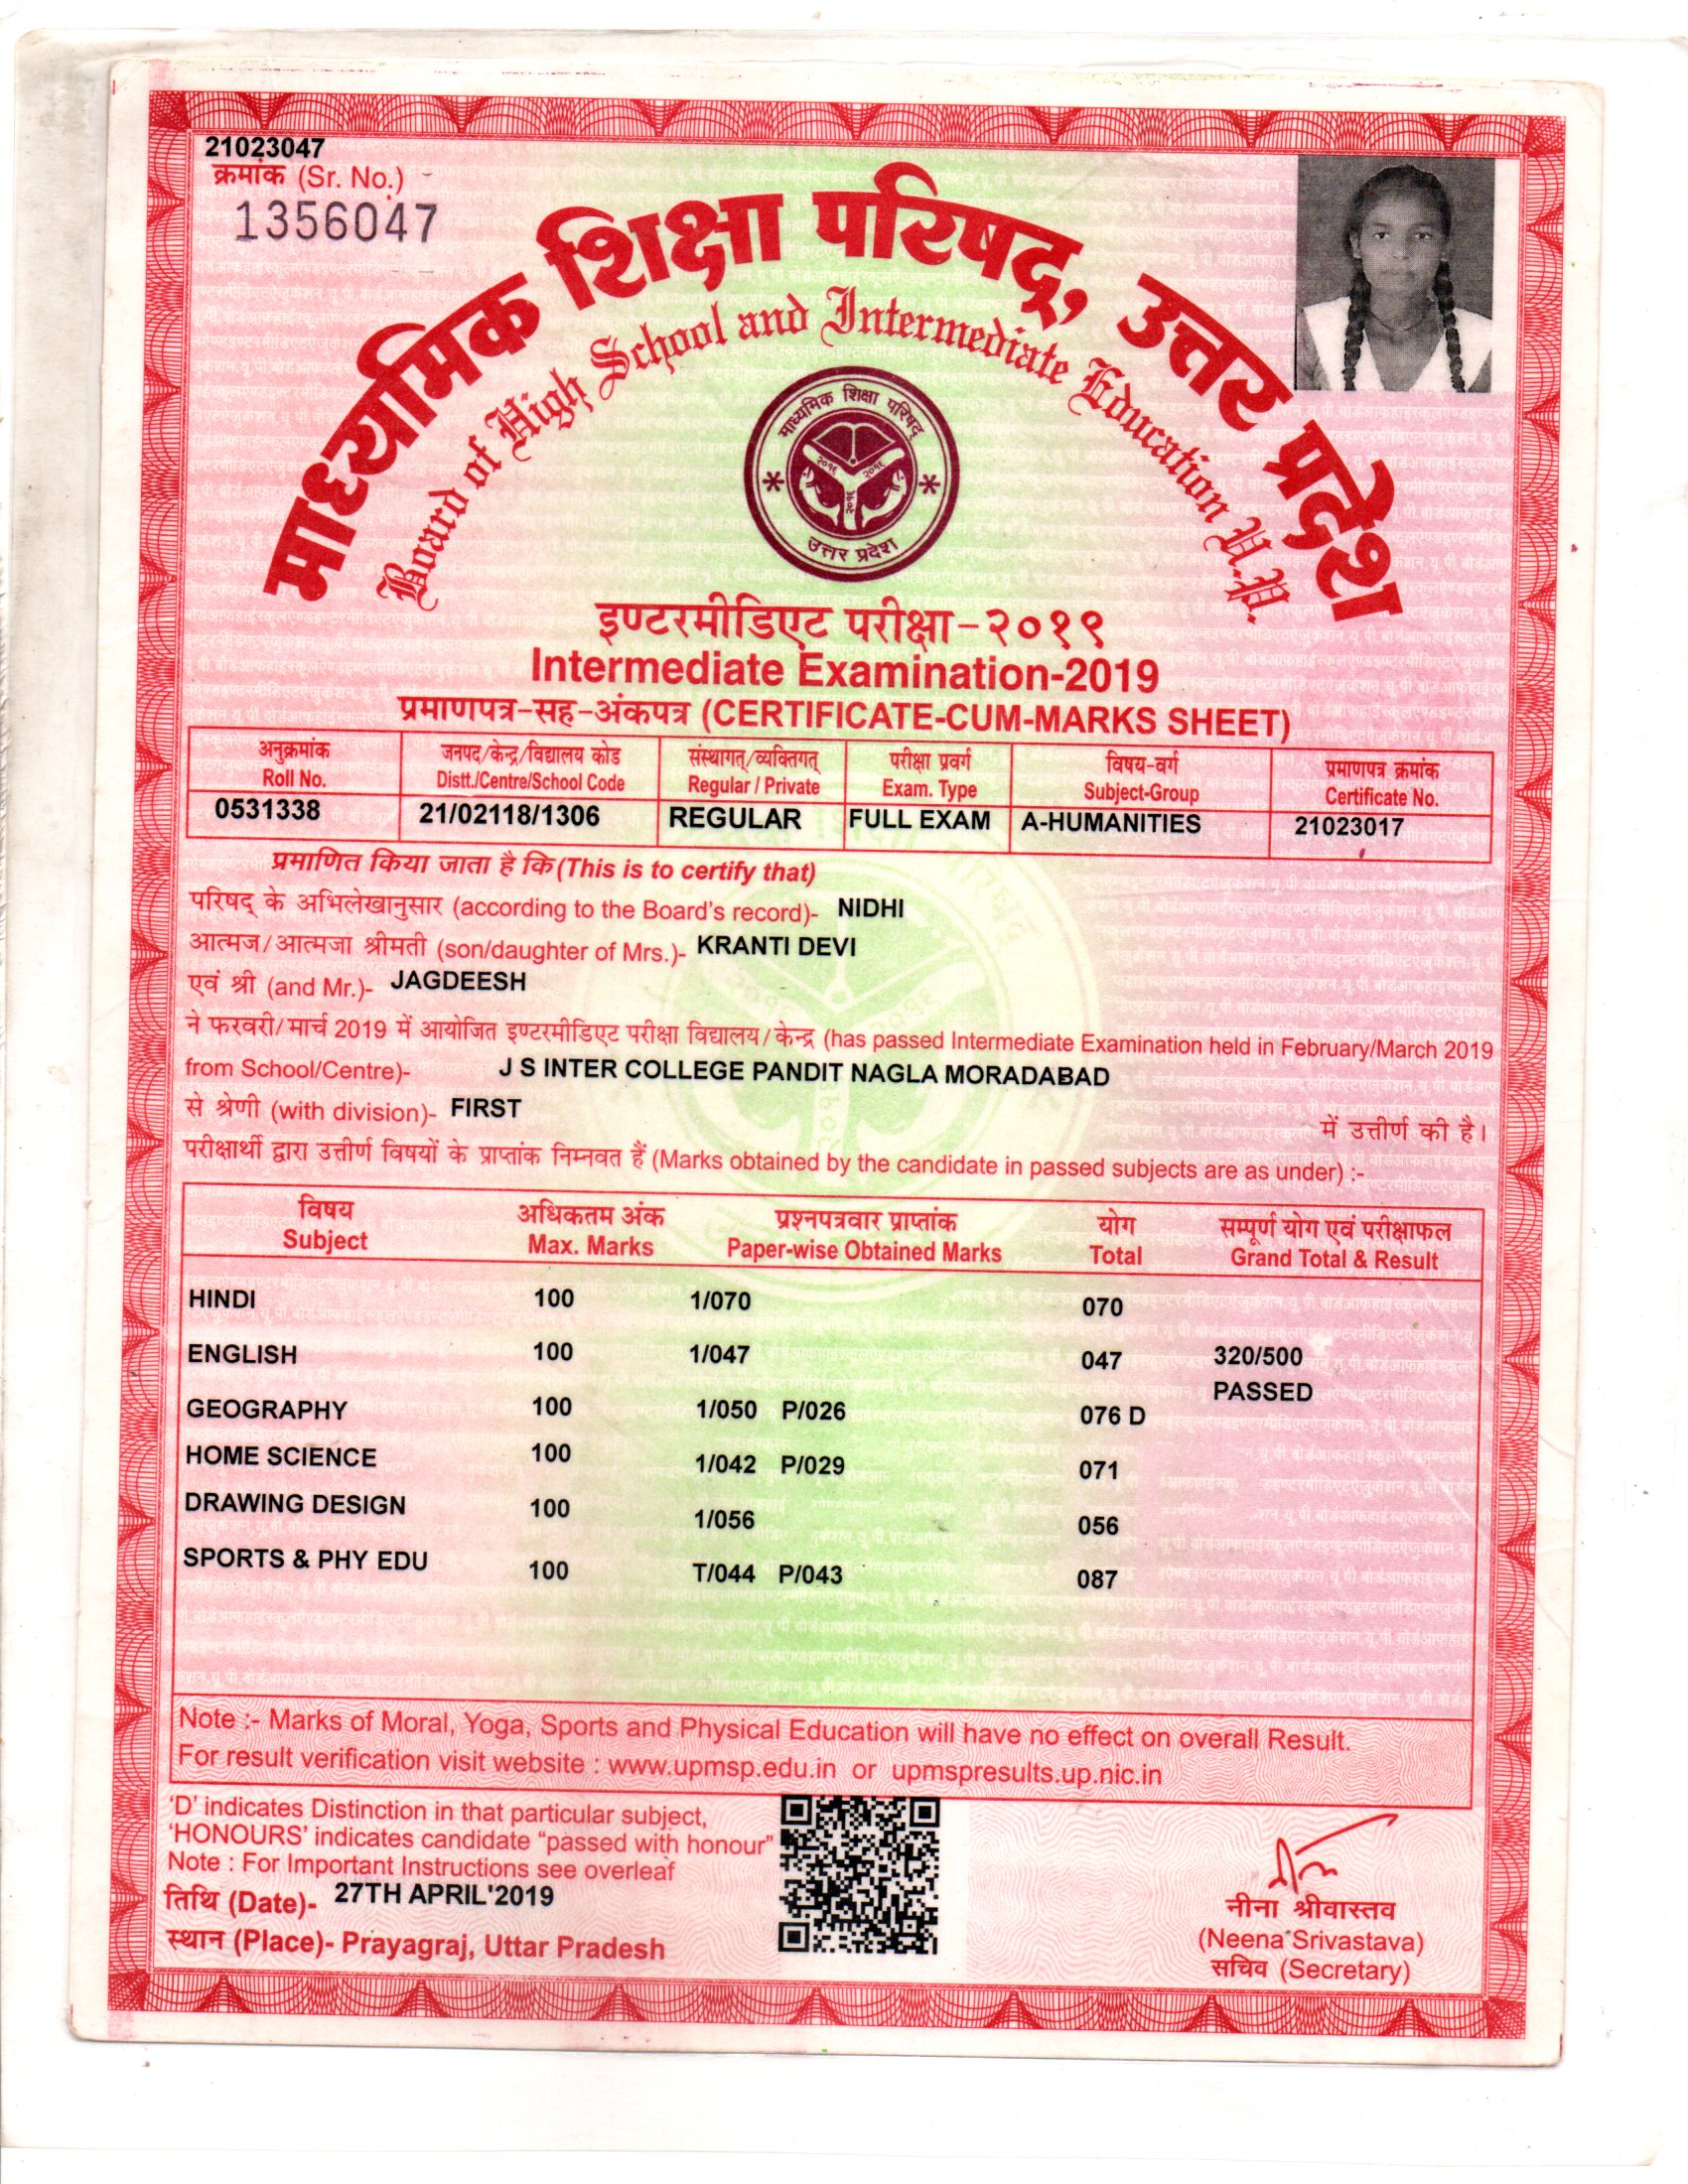 21023047
क्रमांक (Sr. No.)
1356047
माध्यमिक शिक्षा परिषद्, उत्तर प्रदेश
Board of High School and Intermediate Education U.P.
माध्यमिक शिक्षा परिषद्
२०१९ २०१९ २०१९
उत्तर प्रदेश
इण्टरमीडिएट परीक्षा-२०१९
Intermediate Examination-2019
प्रमाणपत्र-सह-अंकपत्र (CERTIFICATE-CUM-MARKS SHEET)
अनुक्रमांक जनपद/केन्द्र/विद्यालय कोड संस्थागत्/व्यक्तिगत् परीक्षा प्रवर्ग विषय-वर्ग प्रमाणपत्र क्रमांक
Roll No. Distt./Centre/School Code Regular / Private Exam. Type Subject-Group Certificate No.
0531338 21/02118/1306 REGULAR FULL EXAM A-HUMANITIES 21023017
प्रमाणित किया जाता है कि (This is to certify that)
परिषद् के अभिलेखानुसार (according to the Board's record)- NIDHI
आत्मज/आत्मजा श्रीमती (son/daughter of Mrs.)- KRANTI DEVI
एवं श्री (and Mr.)- JAGDEESH
ने फरवरी/मार्च 2019 में आयोजित इण्टरमीडिएट परीक्षा विद्यालय/केन्द्र (has passed Intermediate Examination held in February/March 2019
from School/Centre)- J S INTER COLLEGE PANDIT NAGLA MORADABAD
से श्रेणी (with division)- FIRST में उत्तीर्ण की है।
परीक्षार्थी द्वारा उत्तीर्ण विषयों के प्राप्तांक निम्नवत हैं (Marks obtained by the candidate in passed subjects are as under) :-
विषय अधिकतम अंक प्रश्नपत्रवार प्राप्तांक योग सम्पूर्ण योग एवं परीक्षाफल
Subject Max. Marks Paper-wise Obtained Marks Total Grand Total & Result
HINDI 100 1/070 070
ENGLISH 100 1/047 047 320/500
PASSED
GEOGRAPHY 100 1/050 P/026 076 D
HOME SCIENCE 100 1/042 P/029 071
DRAWING DESIGN 100 1/056 056
SPORTS & PHY EDU 100 T/044 P/043 087
Note :- Marks of Moral, Yoga, Sports and Physical Education will have no effect on overall Result.
For result verification visit website : www.upmsp.edu.in or upmspresults.up.nic.in
'D' indicates Distinction in that particular subject,
'HONOURS' indicates candidate "passed with honour"
Note : For Important Instructions see overleaf
तिथि (Date)- 27TH APRIL'2019
स्थान (Place)- Prayagraj, Uttar Pradesh
नीना श्रीवास्तव
(Neena Srivastava)
सचिव (Secretary)